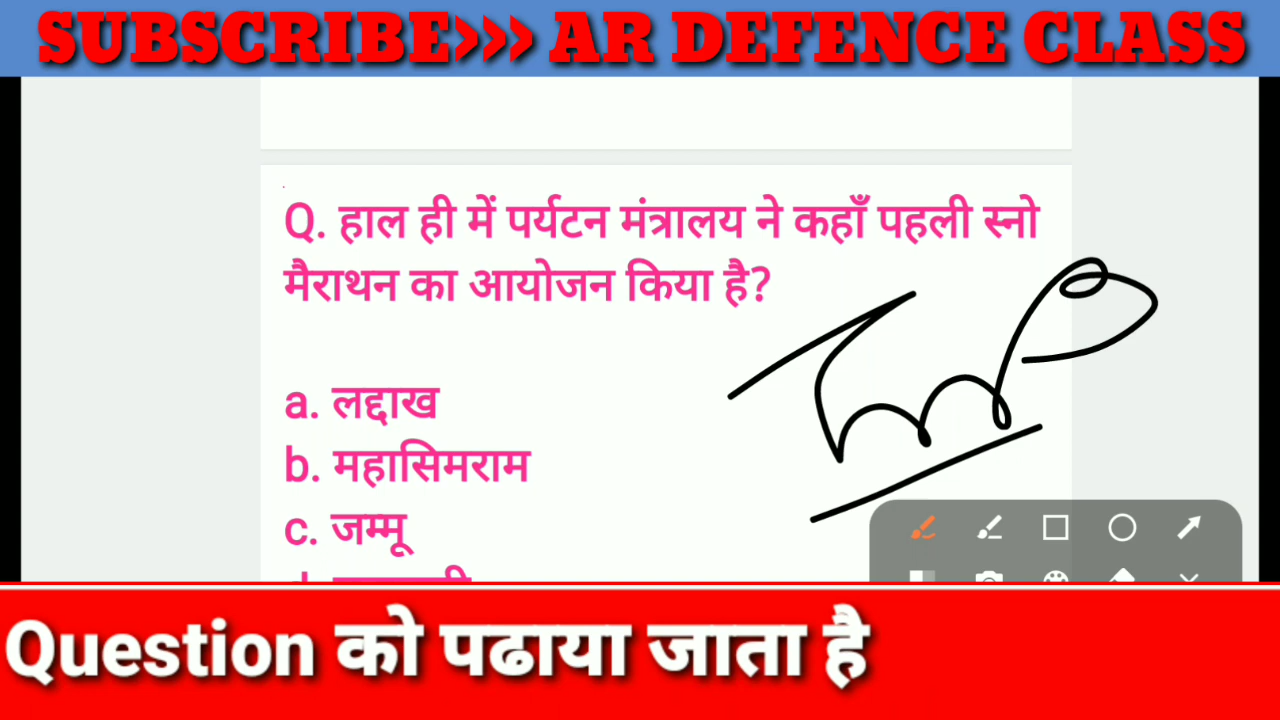 SUBSCRIBE>>> AR DEFENCE CLASS
Q. हाल ही में पर्यटन मंत्रालय ने कहाँ पहली स्नो
मैराथन का आयोजन किया है?
a. लद्दाख
b. महासिमराम
c. जम्मू
Question को पढाया जाता है